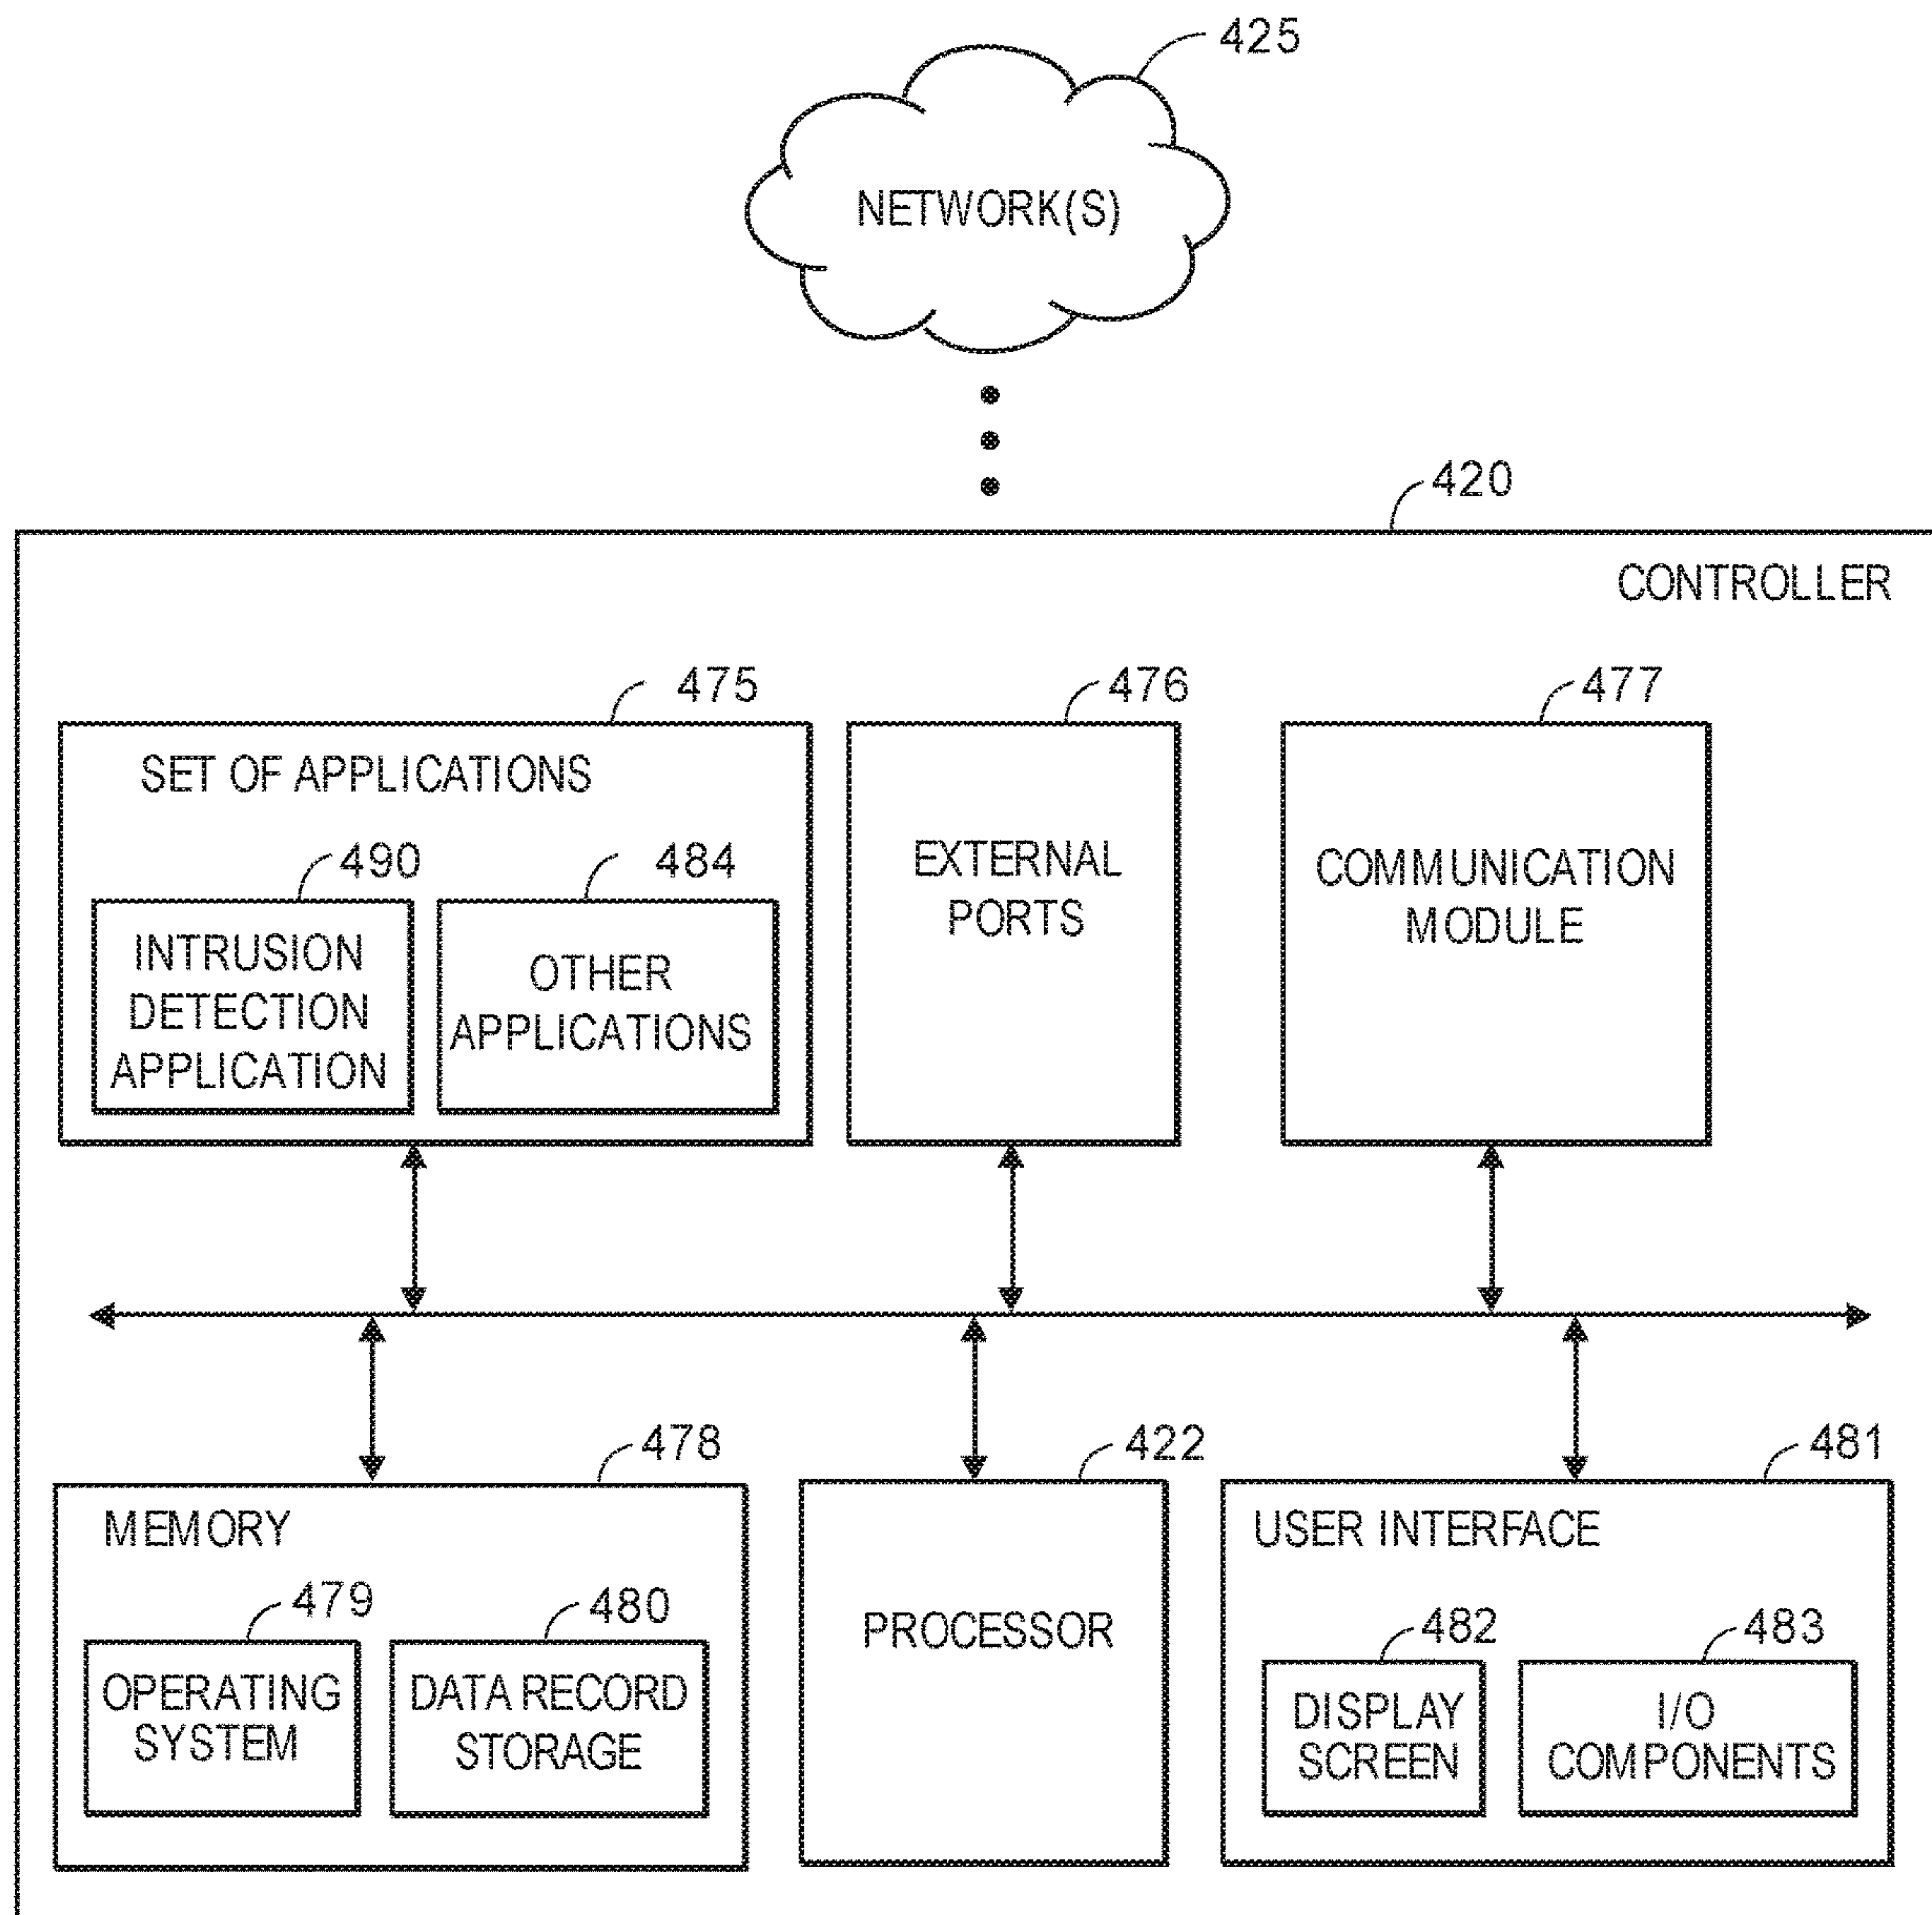 425
NETWORK(S)
420
CONTROLLER
475
SET OF APPLICATIONS
490
INTRUSION
DETECTION
APPLICATION
484
OTHER
APPLICATIONS
476
EXTERNAL
PORTS
477
COMMUNICATION
MODULE
478
MEMORY
479
OPERATING
SYSTEM
480
DATA RECORD
STORAGE
422
PROCESSOR
481
USER INTERFACE
482
DISPLAY
SCREEN
483
I/O
COMPONENTS